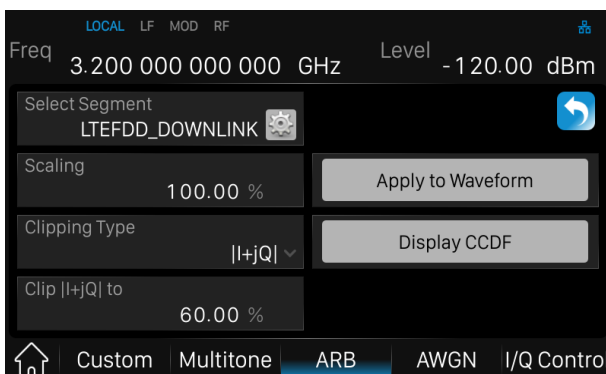 LOCAL LF MOD RF
Freq 3.200 000 000 000 GHz Level -120.00 dBm
Select Segment
LTEFDD_DOWNLINK
Scaling
100.00 %
Apply to Waveform
Clipping Type
|I+jQ|
Display CCDF
Clip |I+jQ| to
60.00 %
Custom Multitone ARB AWGN I/Q Contro